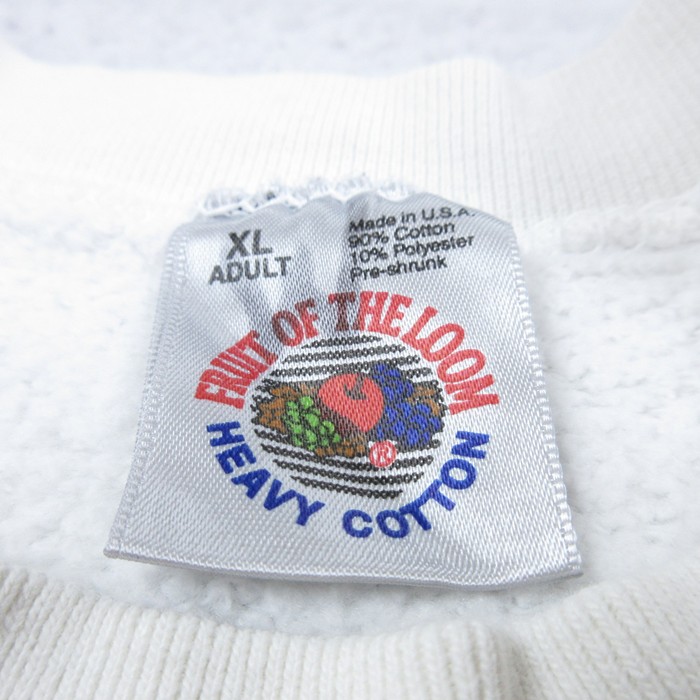 XL
ADULT
Made in U.S.A.
90% Cotton
10% Polyester
Pre-shrunk
FRUIT OF THE LOOM
®
HEAVY COTTON